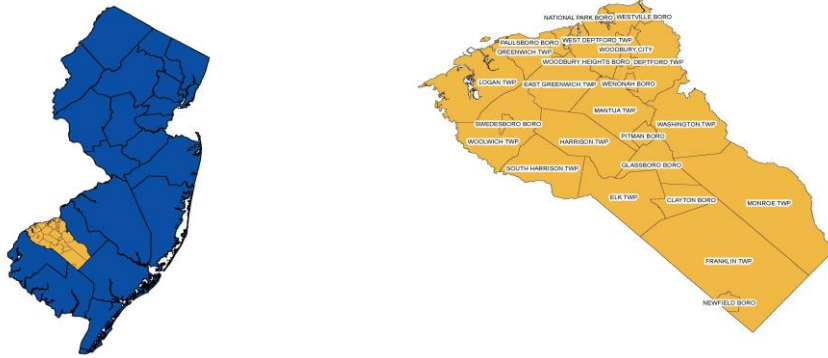 NATIONAL PARK BORO
WESTVILLE BORO
PAULSBORO BORO
WEST DEPTFORD TWP.
GREENWICH TWP.
WOODBURY CITY
WOODBURY HEIGHTS BORO
DEPTFORD TWP.
LOGAN TWP.
EAST GREENWICH TWP.
WENONAH BORO
MANTUA TWP.
SWEDESBORO BORO
WASHINGTON TWP.
PITMAN BORO
WOOLWICH TWP.
HARRISON TWP.
GLASSBORO BORO
SOUTH HARRISON TWP.
ELK TWP.
CLAYTON BORO
MONROE TWP.
FRANKLIN TWP.
NEWFIELD BORO